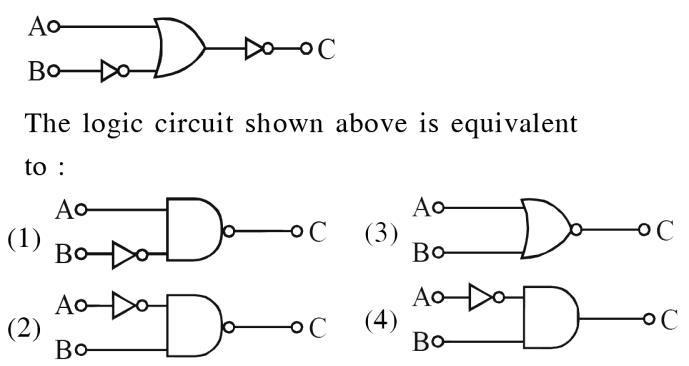 A C
B
The logic circuit shown above is equivalent
to :
(1) A B C
(3) A B C
(2) A B C
(4) A B C